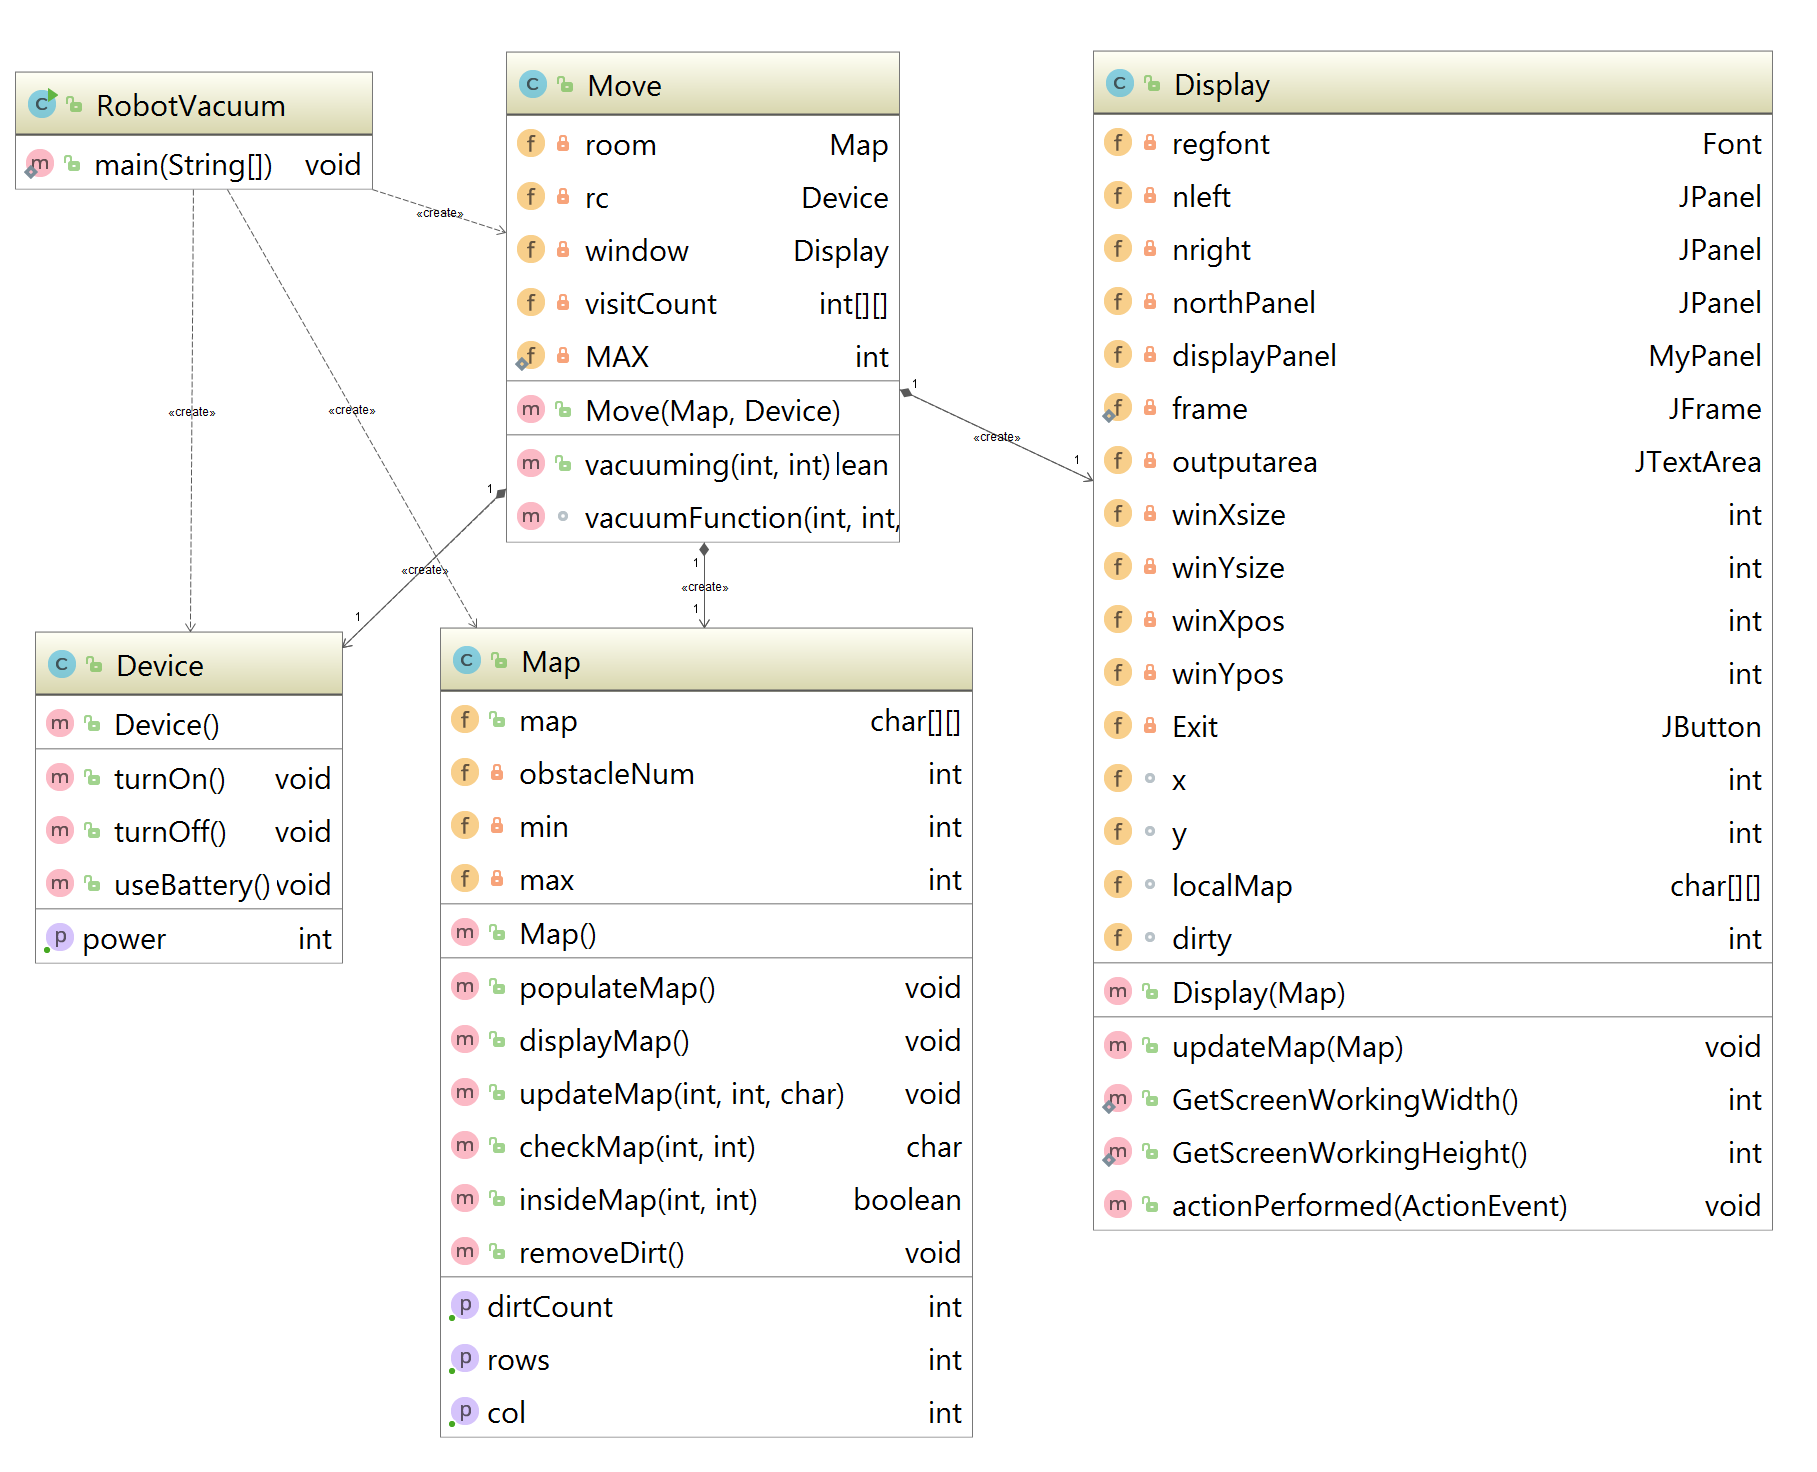 RobotVacuum
main(String[]) void
«create»
«create»
«create»
Move
room Map
rc Device
window Display
visitCount int[][]
MAX int
Move(Map, Device)
vacuuming(int, int) lean
vacuumFunction(int, int,
1
«create»
1
1
«create»
1
1
«create»
1
Display
regfont Font
nleft JPanel
nright JPanel
northPanel JPanel
displayPanel MyPanel
frame JFrame
outputarea JTextArea
winXsize int
winYsize int
winXpos int
winYpos int
Exit JButton
x int
y int
localMap char[][]
dirty int
Display(Map)
updateMap(Map) void
GetScreenWorkingWidth() int
GetScreenWorkingHeight() int
actionPerformed(ActionEvent) void
Device
Device()
turnOn() void
turnOff() void
useBattery() void
power int
Map
map char[][]
obstacleNum int
min int
max int
Map()
populateMap() void
displayMap() void
updateMap(int, int, char) void
checkMap(int, int) char
insideMap(int, int) boolean
removeDirt() void
dirtCount int
rows int
col int